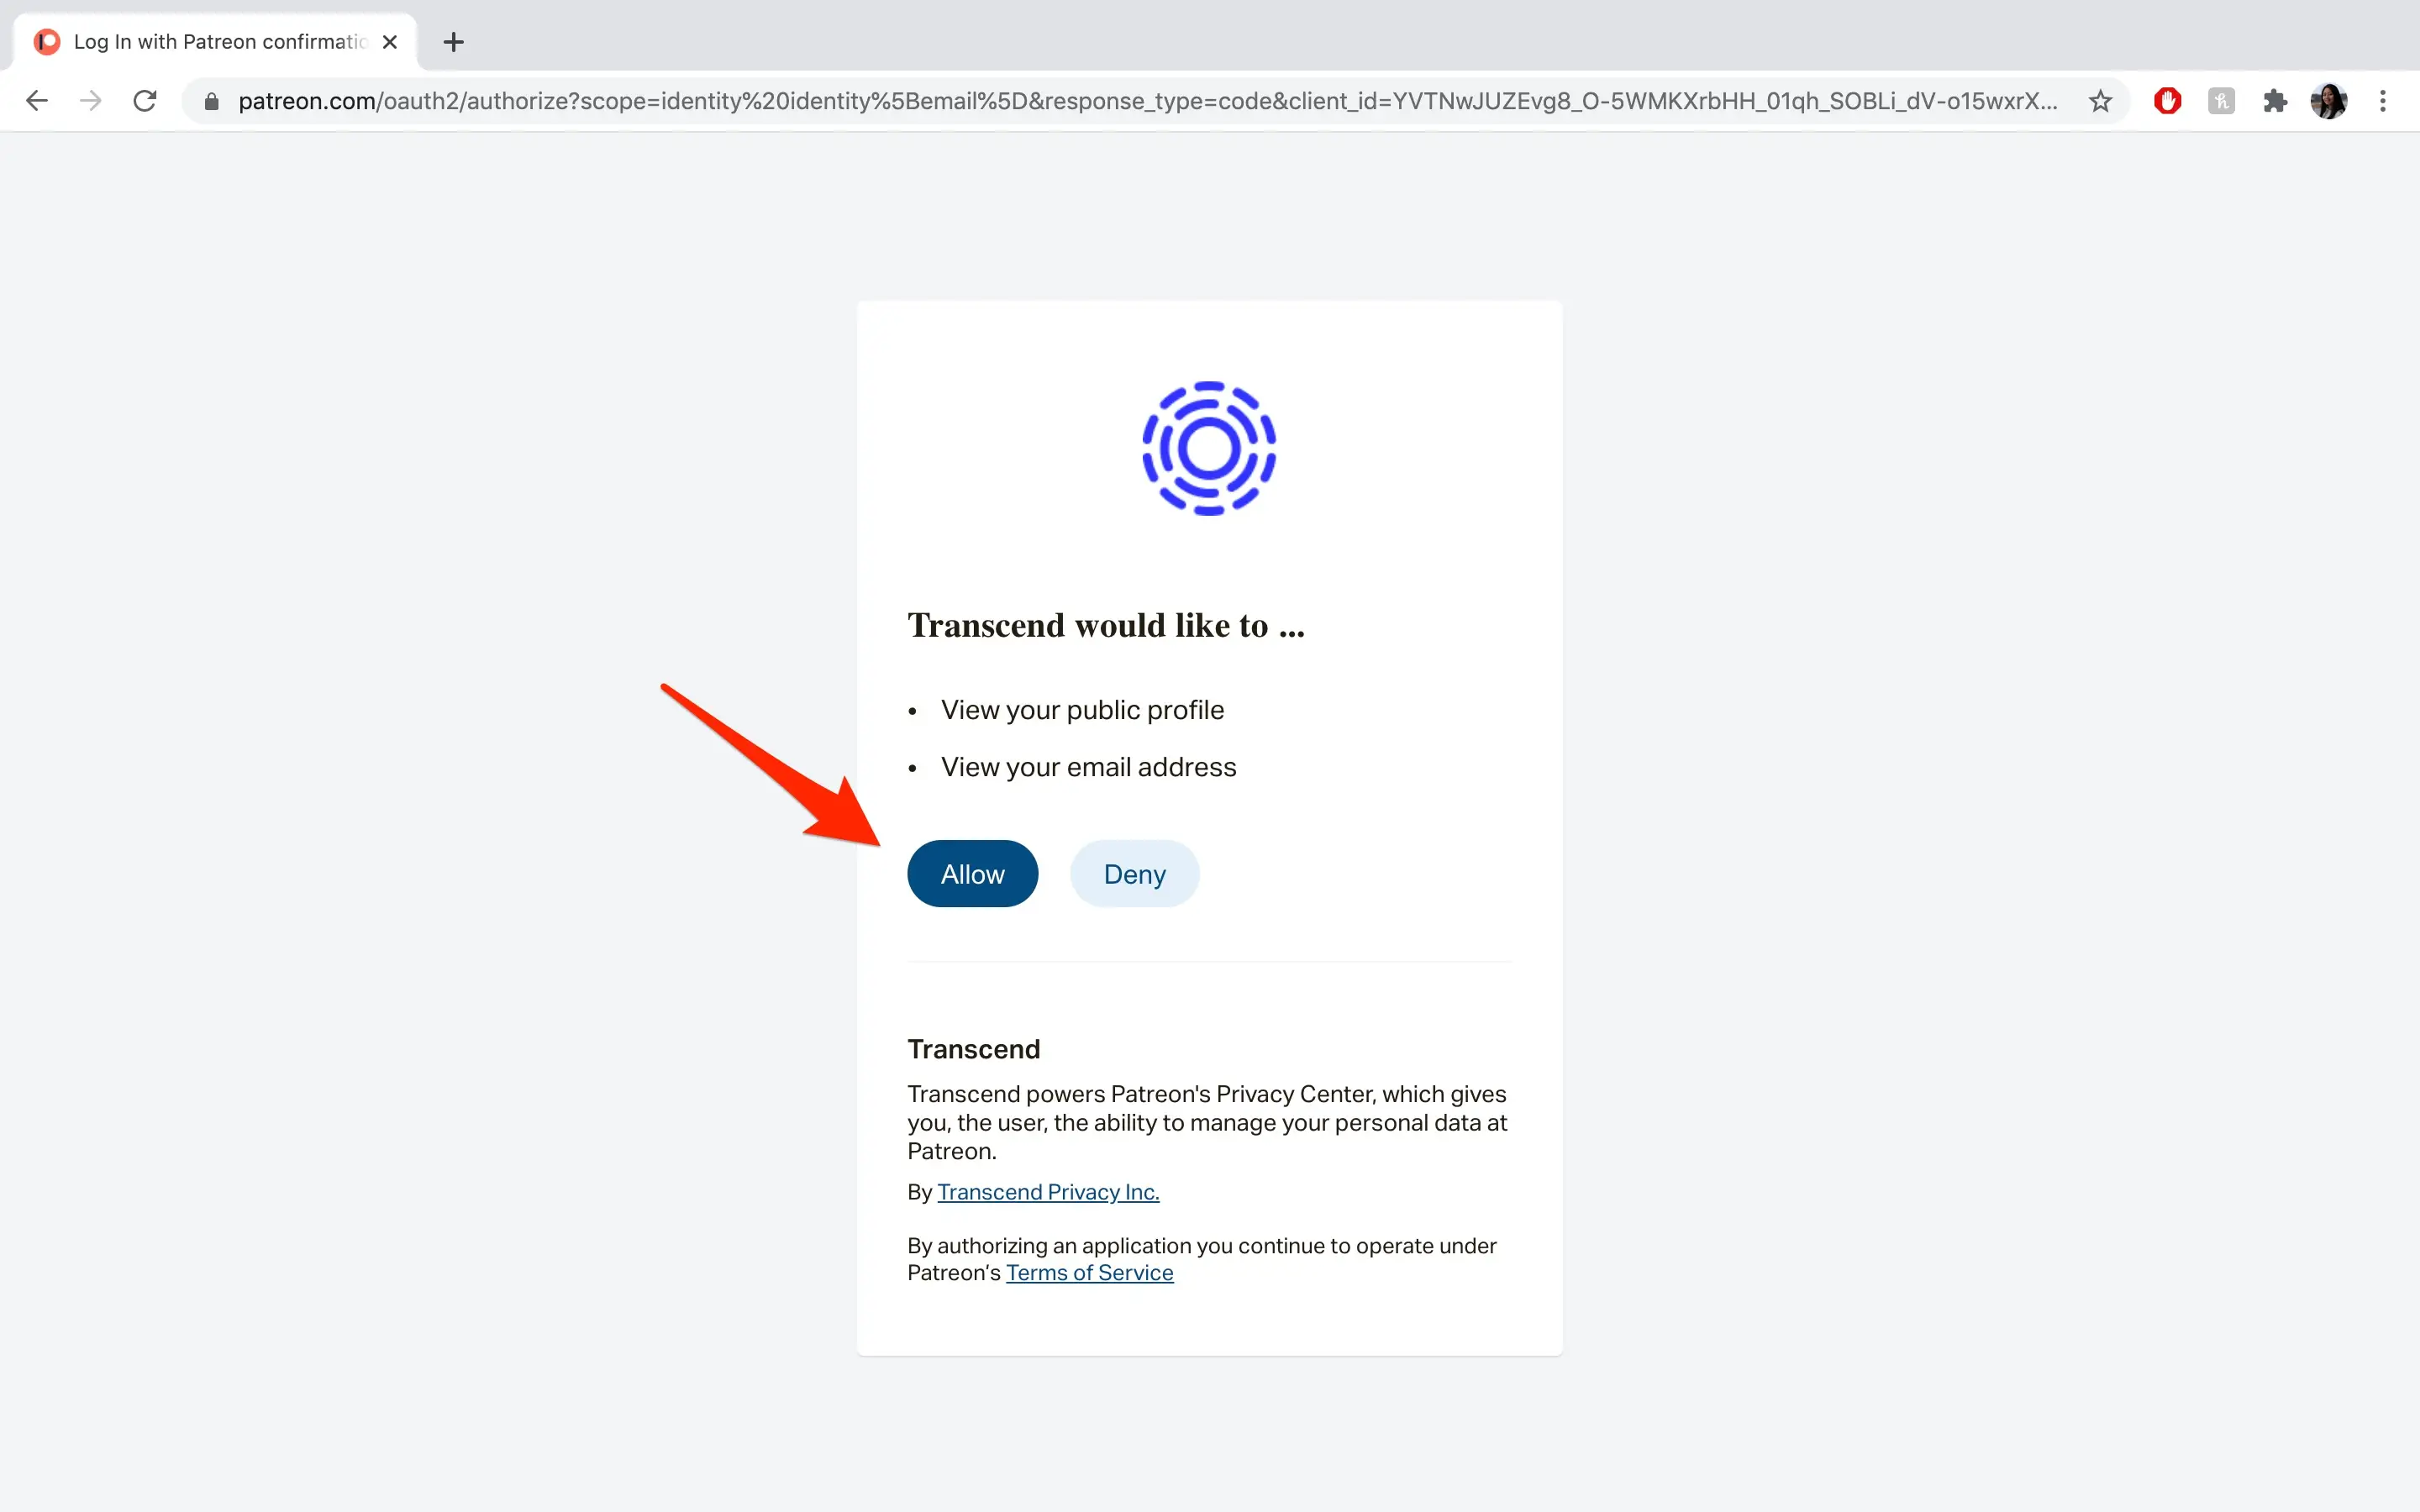 Log In with Patreon confirmatio
patreon.com/oauth2/authorize?scope=identity%20identity%5Bemail%5D&response_type=code&client_id=YVTNwJUZEvg8_O-5WMKXrbHH_01qh_SOBLi_dV-o15wxrX...
Transcend would like to ...
• View your public profile
• View your email address
Allow Deny
Transcend
Transcend powers Patreon's Privacy Center, which gives
you, the user, the ability to manage your personal data at
Patreon.
By Transcend Privacy Inc.
By authorizing an application you continue to operate under
Patreon’s Terms of Service